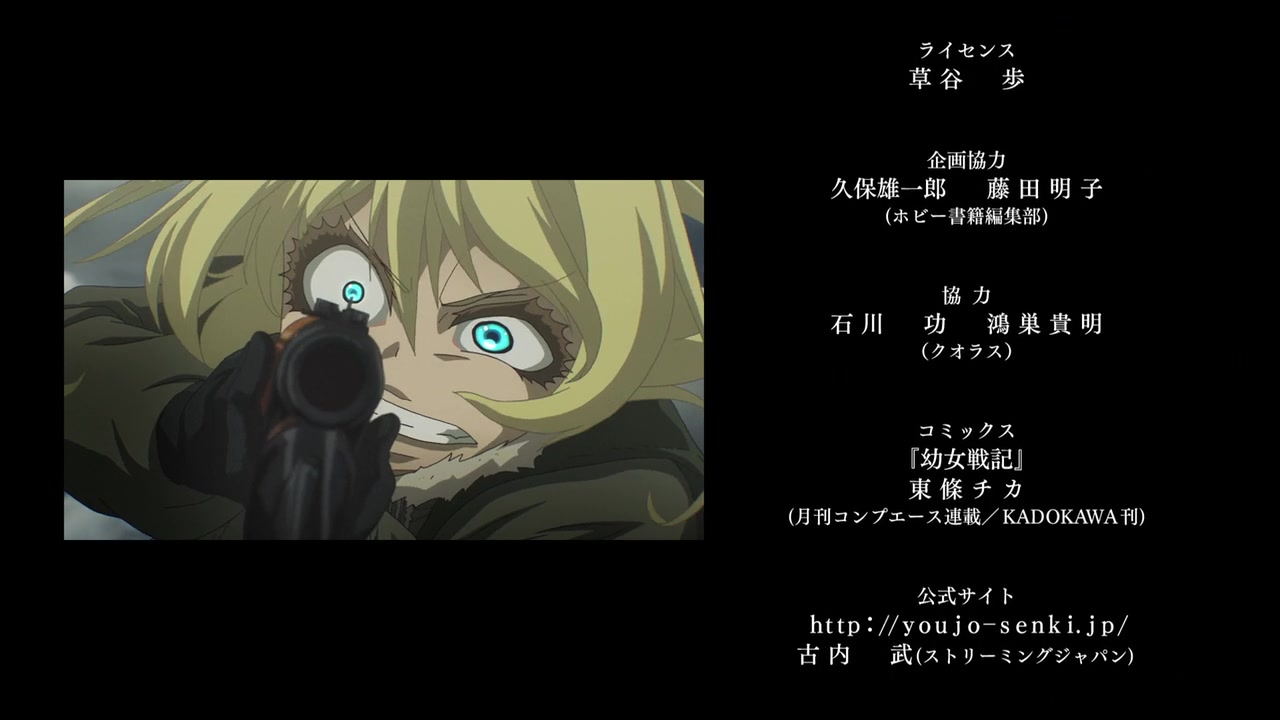 ライセンス
草谷 歩
企画協力
久保雄一郎 藤田明子
(ホビー書籍編集部)
協力
石川 功 鴻巣貴明
(クオラス)
コミックス
『幼女戦記』
東條チカ
(月刊コンプエース連載／KADOKAWA刊)
公式サイト
http://youjo-senki.jp/
古内 武(ストリーミングジャパン)